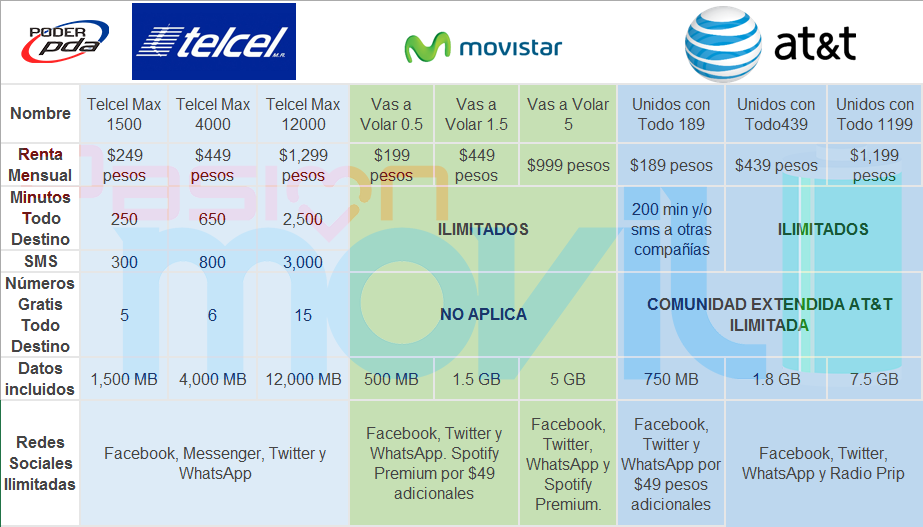 PODER
pda
telcel M.R.
movistar
at&t
Nombre
Telcel Max
1500
Telcel Max
4000
Telcel Max
12000
Vas a
Volar 0.5
Vas a
Volar 1.5
Vas a Volar
5
Unidos con
Todo 189
Unidos con
Todo439
Unidos con
Todo 1199
Renta
Mensual
$249
pesos
$449
pesos
$1,299
pesos
$199
pesos
$449
pesos
$999 pesos
$189 pesos
$439 pesos
$1,199
pesos
Minutos
Todo
Destino
250
650
2,500
ILIMITADOS
200 min y/o
sms a otras
compañías
ILIMITADOS
SMS
300
800
3,000
Números
Gratis
Todo
Destino
5
6
15
NO APLICA
COMUNIDAD EXTENDIDA AT&T
ILIMITADA
Datos
incluidos
1,500 MB
4,000 MB
12,000 MB
500 MB
1.5 GB
5 GB
750 MB
1.8 GB
7.5 GB
Redes
Sociales
Ilimitadas
Facebook, Messenger, Twitter y
WhatsApp
Facebook, Twitter y
WhatsApp. Spotify
Premium por $49
adicionales
Facebook,
Twitter,
WhatsApp y
Spotify
Premium.
Facebook,
Twitter y
WhatsApp por
$49 pesos
adicionales
Facebook, Twitter,
WhatsApp y Radio Prip
Pasión
movil